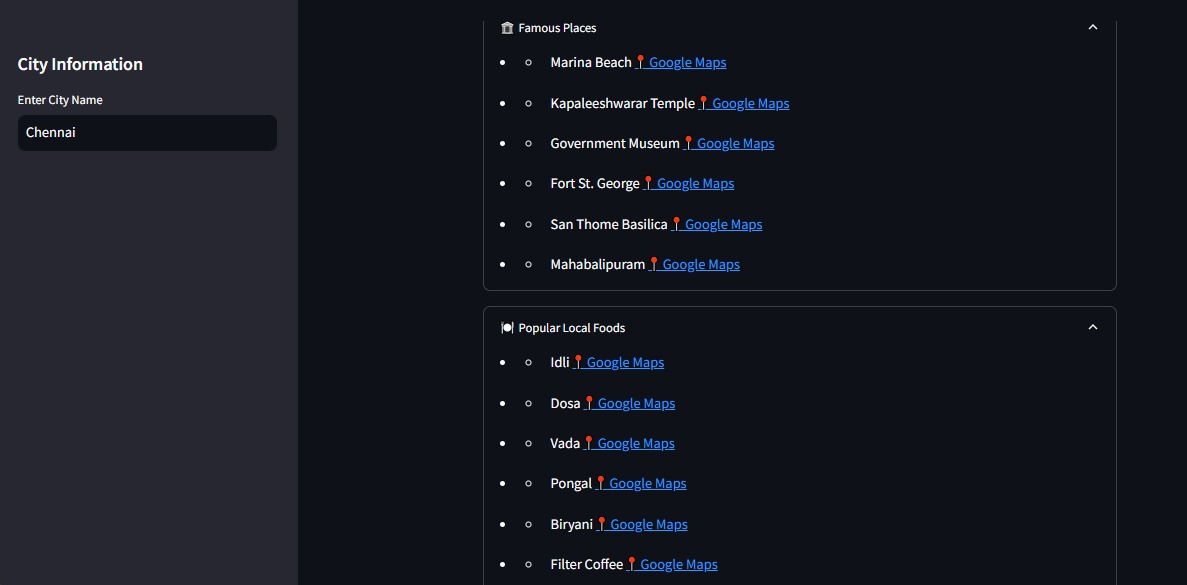 City Information
Enter City Name
Chennai
🏛️ Famous Places
Marina Beach 📍 Google Maps
Kapaleeshwarar Temple 📍 Google Maps
Government Museum 📍 Google Maps
Fort St. George 📍 Google Maps
San Thome Basilica 📍 Google Maps
Mahabalipuram 📍 Google Maps
🍽️ Popular Local Foods
Idli 📍 Google Maps
Dosa 📍 Google Maps
Vada 📍 Google Maps
Pongal 📍 Google Maps
Biryani 📍 Google Maps
Filter Coffee 📍 Google Maps